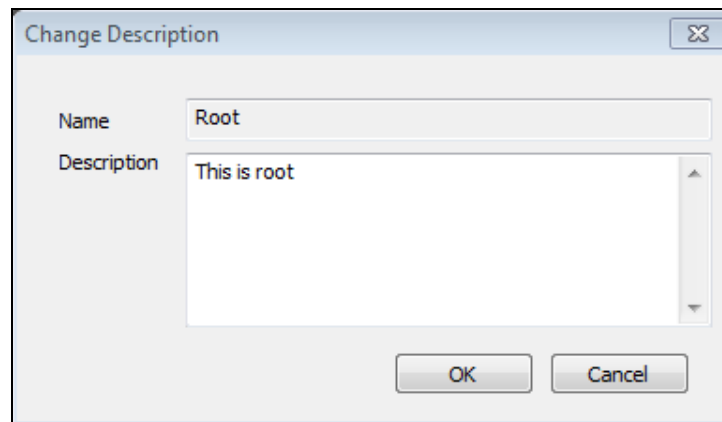 Change Description
Name
Root
Description
This is root
OK
Cancel